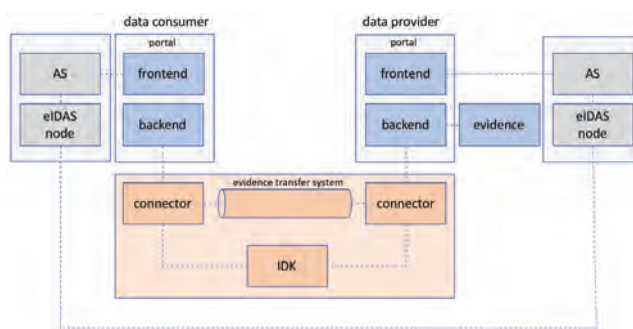 data consumer
data provider
portal
portal
AS
frontend
frontend
AS
eIDAS
node
backend
backend
evidence
eIDAS
node
evidence transfer system
connector
connector
IDK